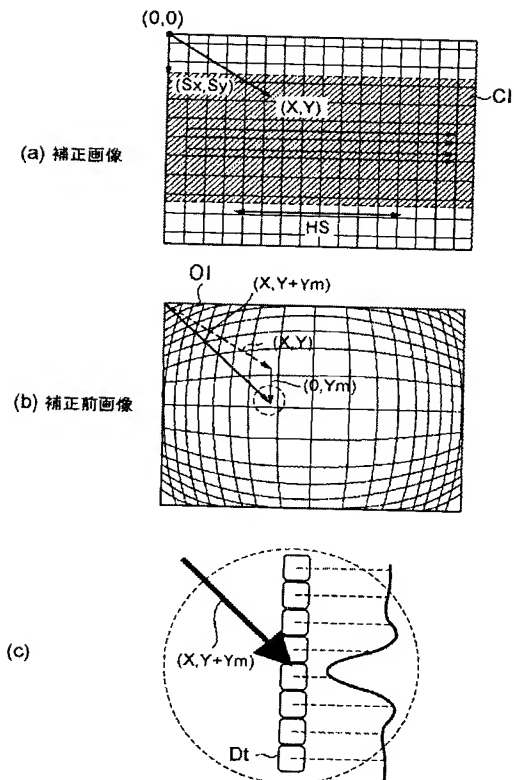 (0,0)
(Sx,Sy)
(X,Y)
CI
(a) 補正画像
HS
OI
(X,Y+Ym)
(X,Y)
(b) 補正前画像
(0,Ym)
(c)
(X,Y+Ym)
Dt